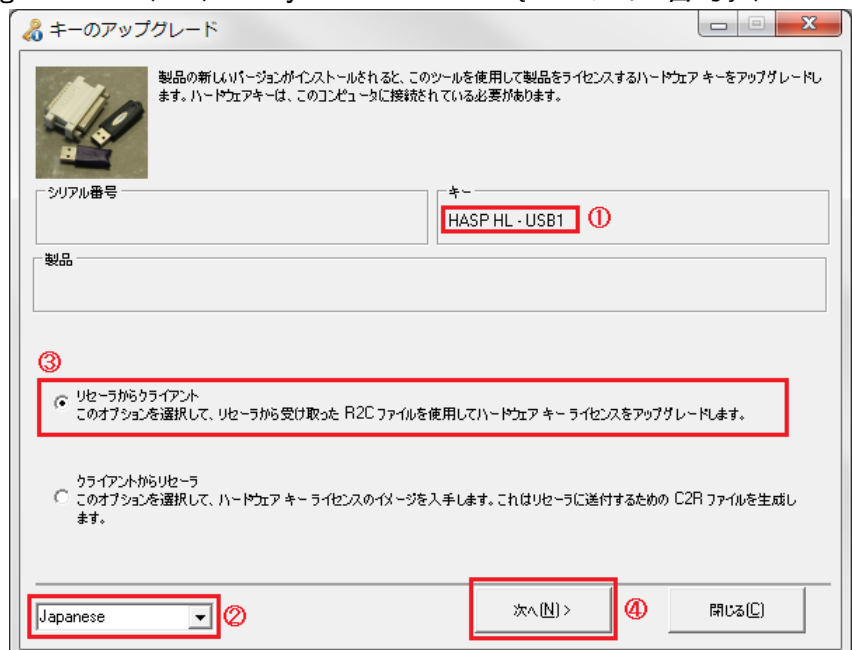 キーのアップグレード
製品の新しいバージョンがインストールされると、このツールを使用して製品をライセンスするハードウェア キーをアップグレードし
ます。ハードウェアキーは、このコンピュータに接続されている必要があります。
シリアル番号
キー
HASP HL - USB1 ①
製品
③
リセーラからクライアント
このオプションを選択して、リセーラから受け取った R2C ファイルを使用してハードウェア キー ライセンスをアップグレードします。
クライアントからリセーラ
このオプションを選択して、ハードウェア キー ライセンスのイメージを入手します。これはリセーラに送付するための C2R ファイルを生成し
ます。
Japanese ②
次へ(N) > ④
閉じる(C)